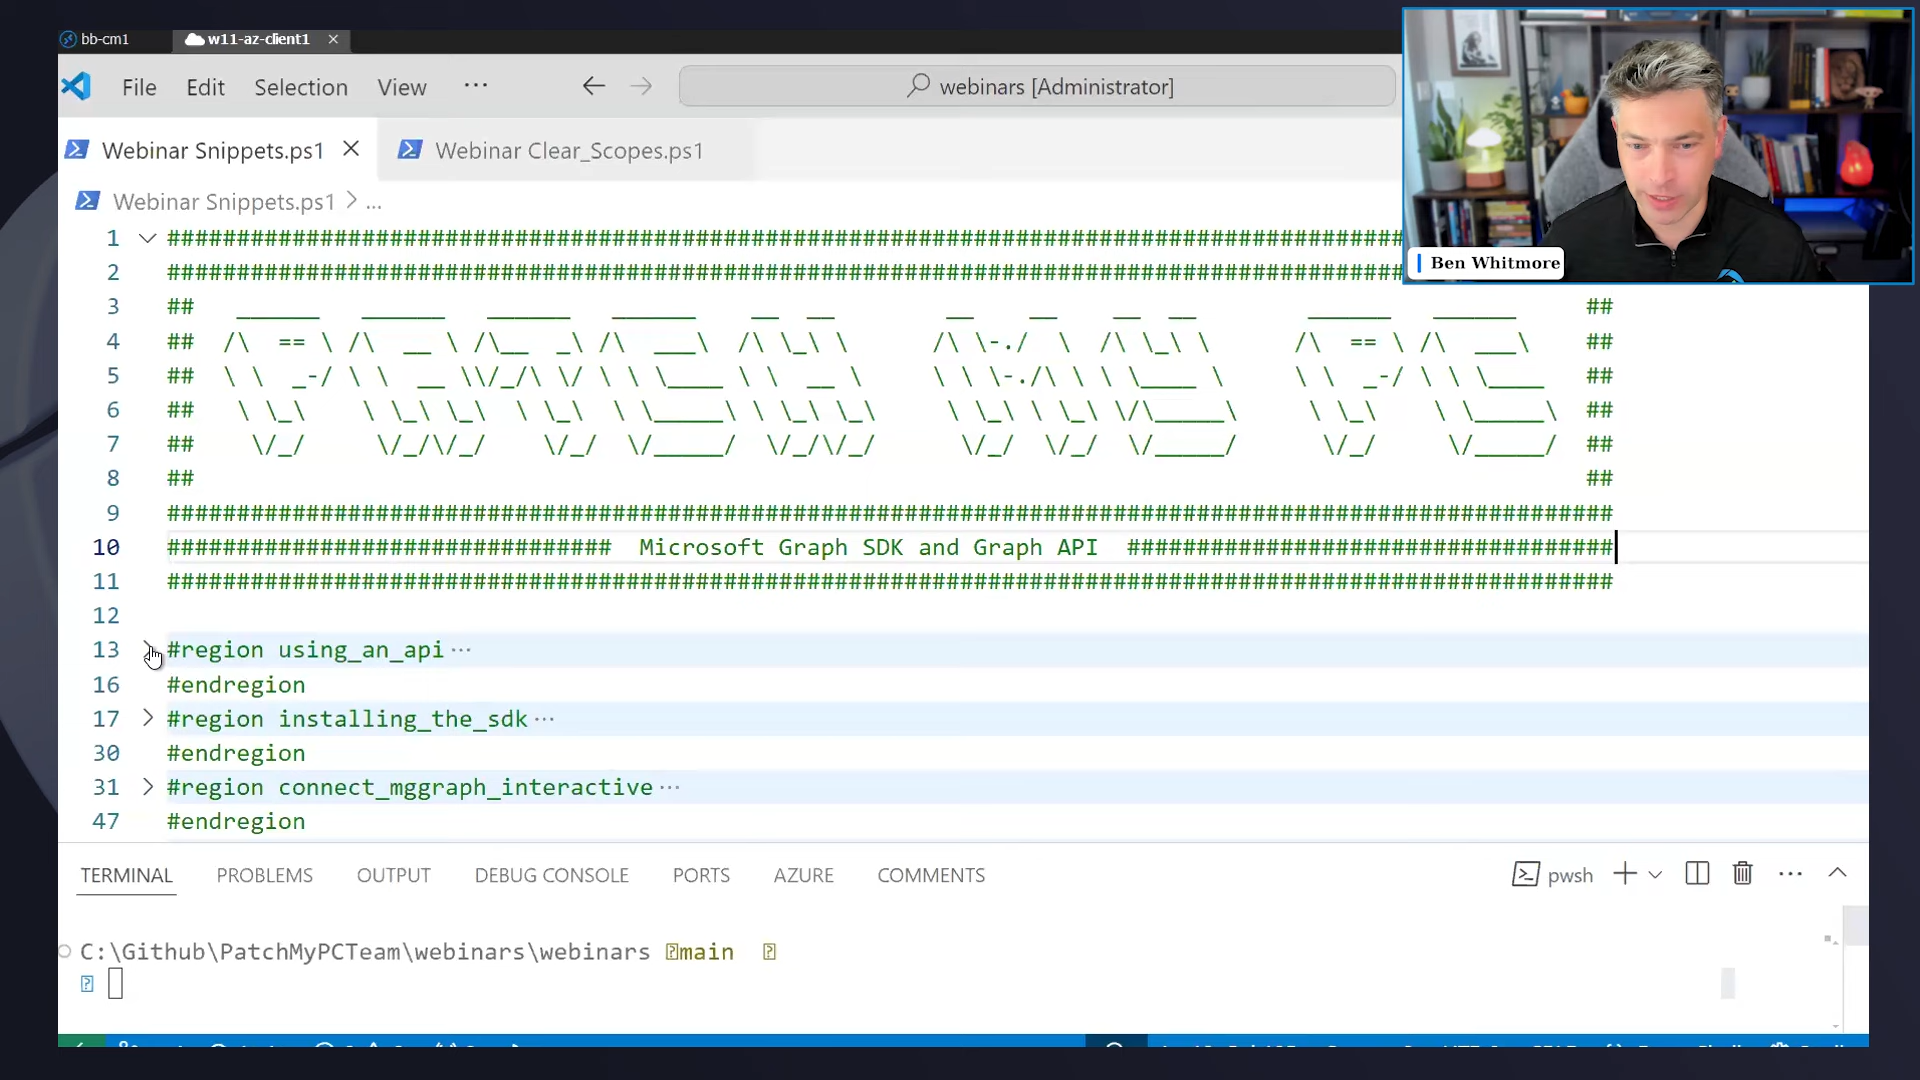 bb-cm1
w11-az-client1
File Edit Selection View ...
webinars [Administrator]
Webinar Snippets.ps1
Webinar Clear_Scopes.ps1
Webinar Snippets.ps1 > ...
Ben Whitmore
1
2
3 ## ##
4 ## ##
5 ## ##
6 ## ##
7 ## ##
8 ## ##
9
10 Microsoft Graph SDK and Graph API
11
12
13 #region using_an_api ...
16 #endregion
17 #region installing_the_sdk ...
30 #endregion
31 #region connect_mggraph_interactive ...
47 #endregion
TERMINAL PROBLEMS OUTPUT DEBUG CONSOLE PORTS AZURE COMMENTS
pwsh
C:\Github\PatchMyPCTeam\webinars\webinars main